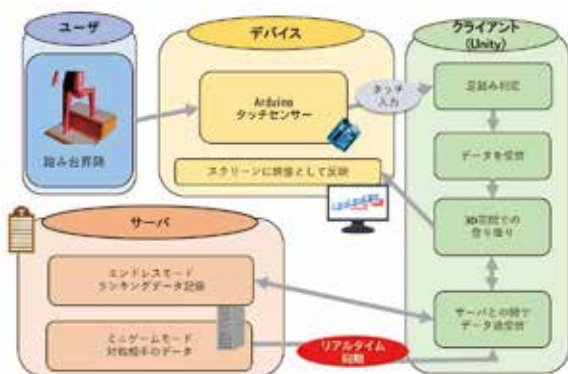 ユーザ
踏み台昇降
デバイス
Arduino
タッチセンサー
スクリーンに映像として反映
タッチ
入力
クライアント
(Unity)
足踏み判定
データを受信
3D空間での
登り降り
サーバとの間で
データ送受信
サーバ
エンドレスモード
ランキングデータ記録
ミニゲームモード
対戦相手のデータ
リアルタイム
同期